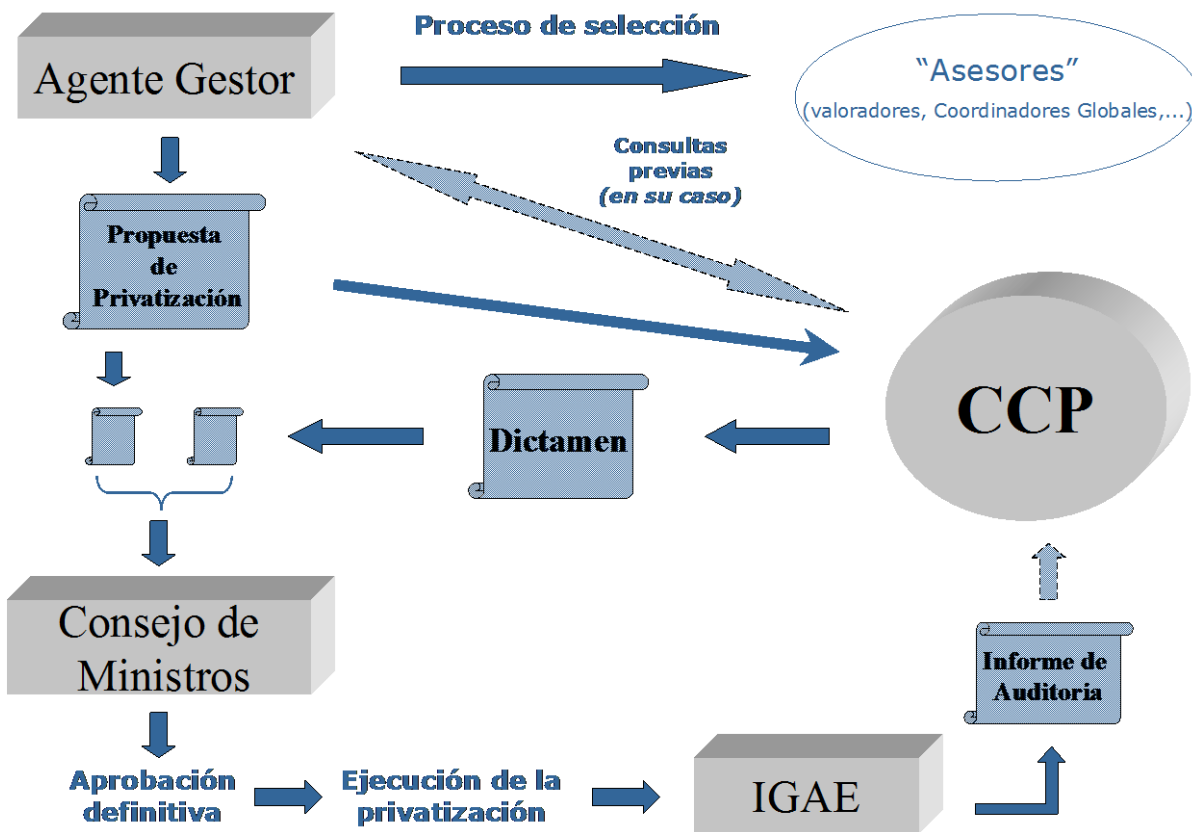 Proceso de selección
Agente Gestor
“Asesores”
(valoradores, Coordinadores Globales,...)
Consultas
previas
(en su caso)
Propuesta
de
Privatización
CCP
Dictamen
Consejo de
Ministros
Informe de
Auditoria
Aprobación
definitiva
Ejecución de la
privatización
IGAE